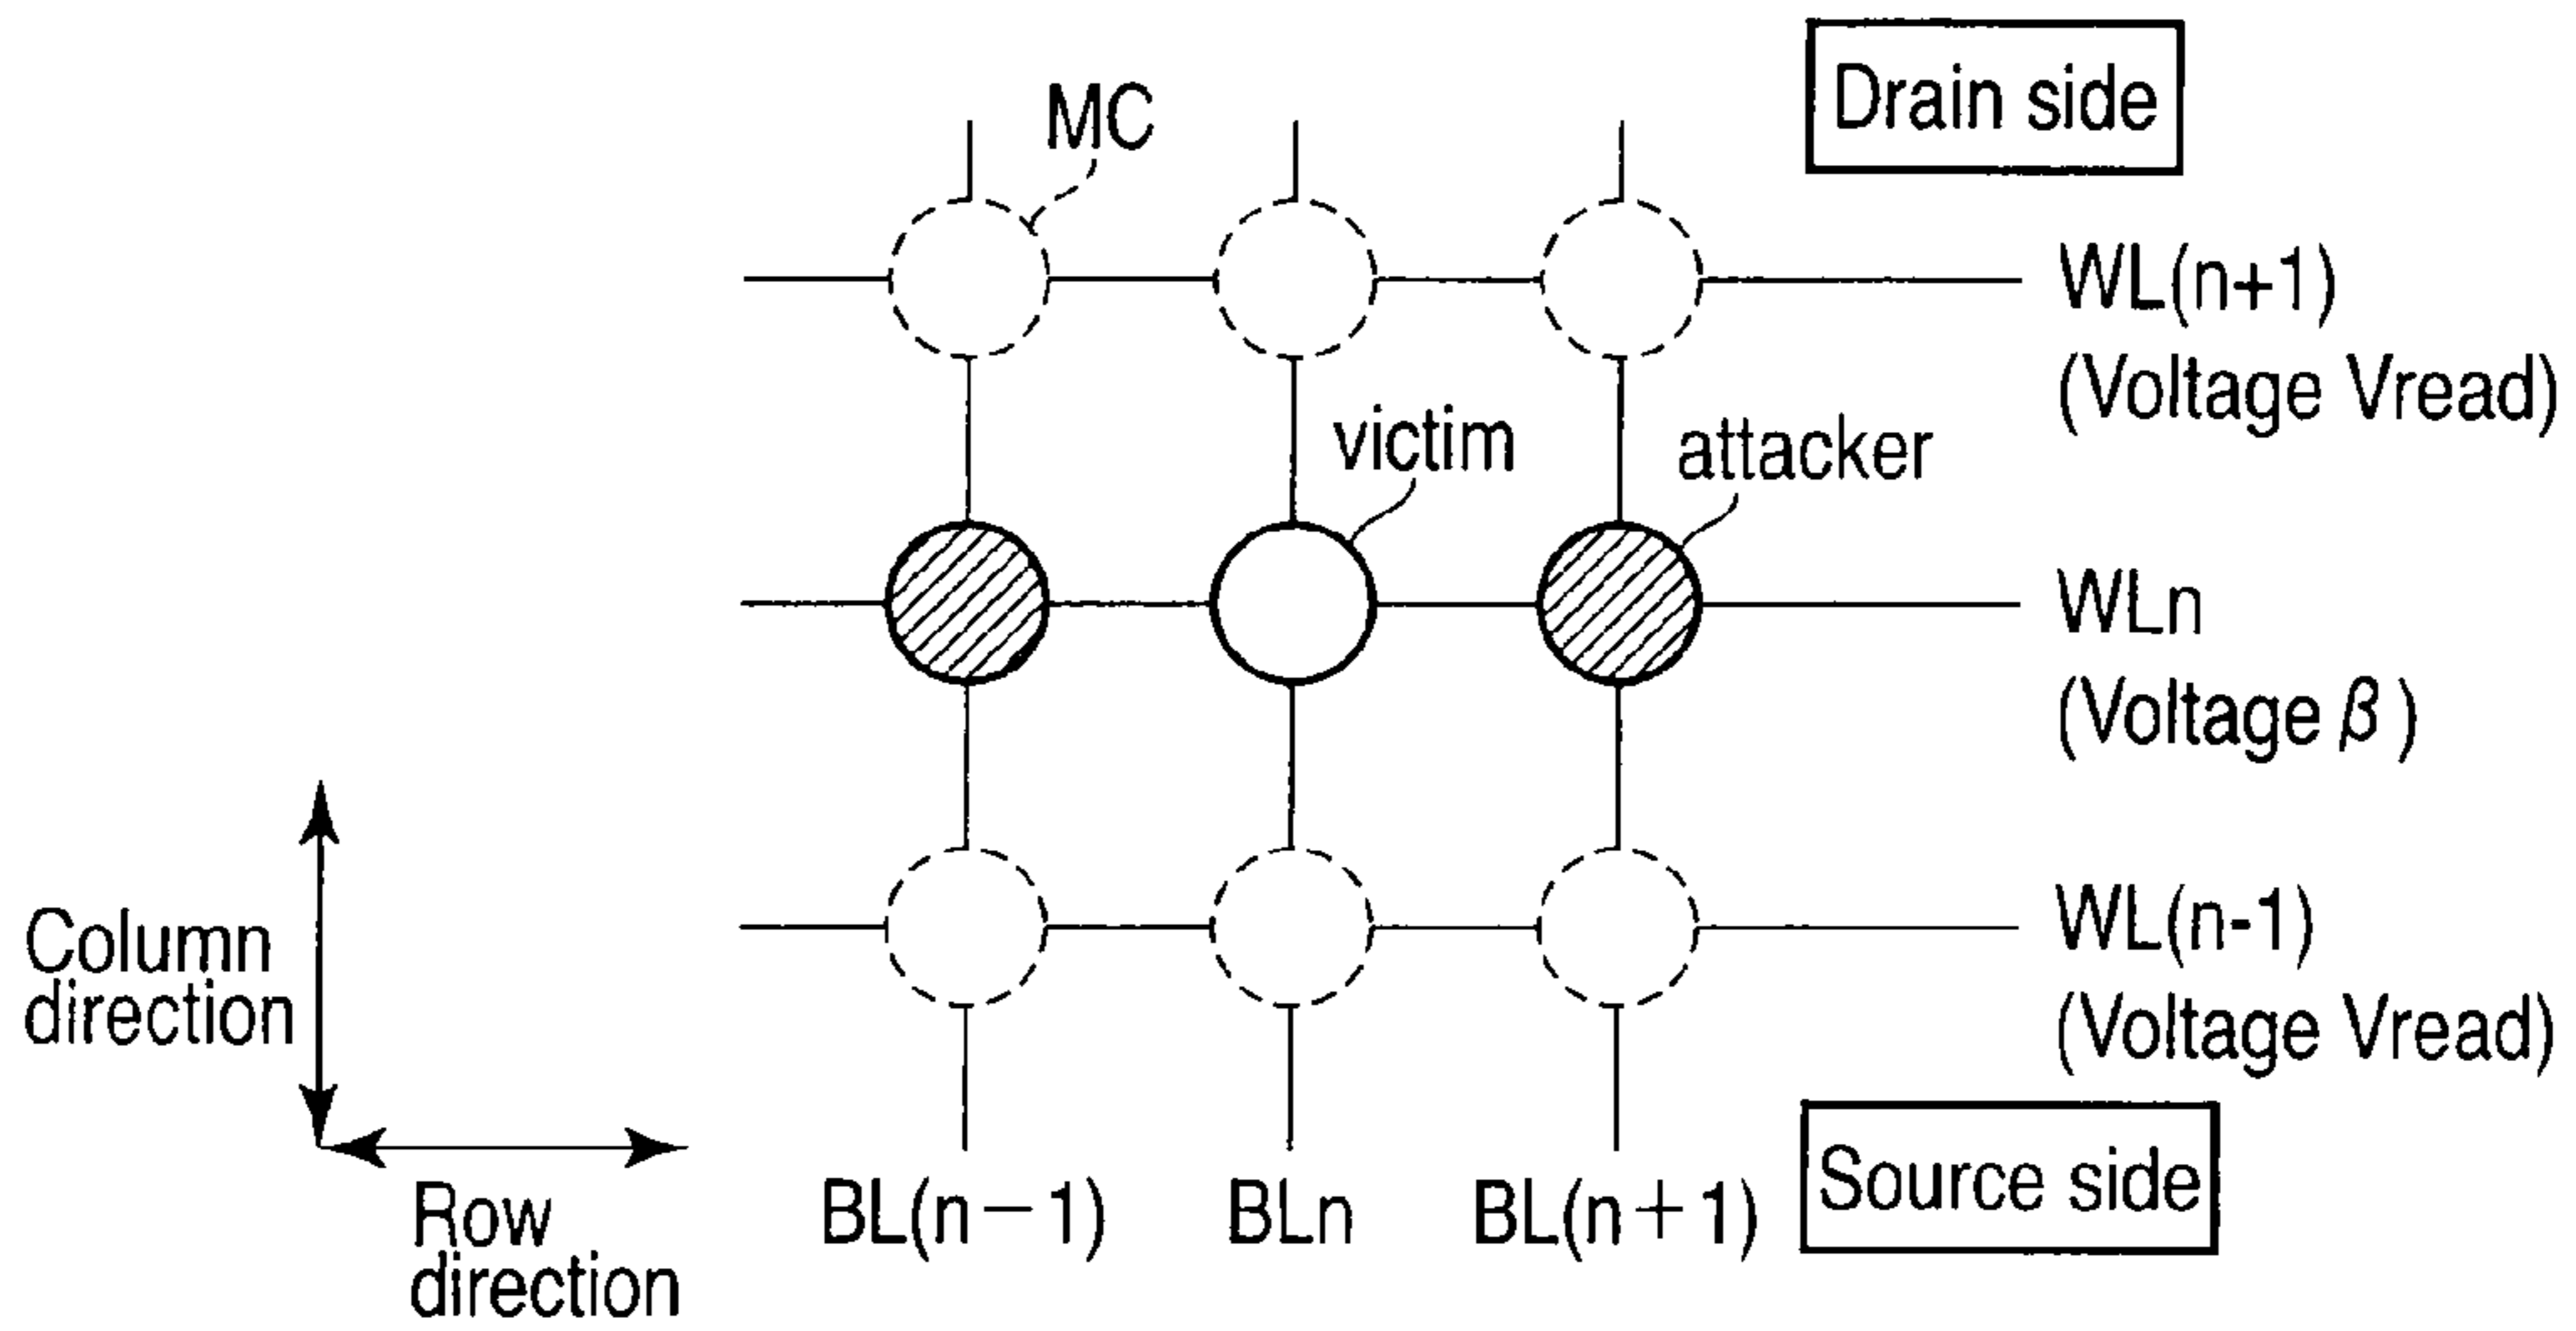 Drain side
MC
WL(n+1)
(Voltage Vread)
victim
attacker
WLn
(Voltage β)
Column
direction
WL(n-1)
(Voltage Vread)
Row
direction
BL(n−1)
BLn
BL(n+1)
Source side